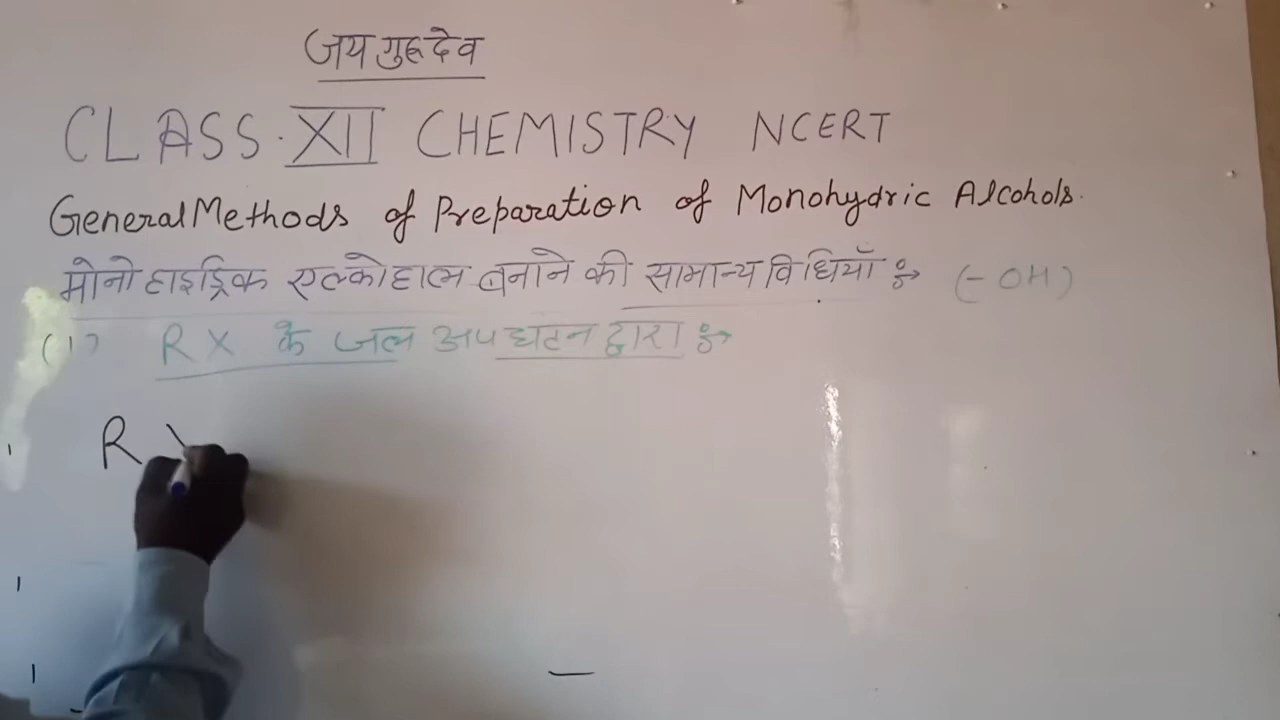 जय गुरूदेव
CLASS. XII CHEMISTRY NCERT
General Methods of Preparation of Monohydric Alcohols.
मोनो हाइड्रिक एल्कोहाल बनाने की सामान्य विधियाँ :→ (-OH)
(1) RX के जल अपघटन द्वारा :→
R